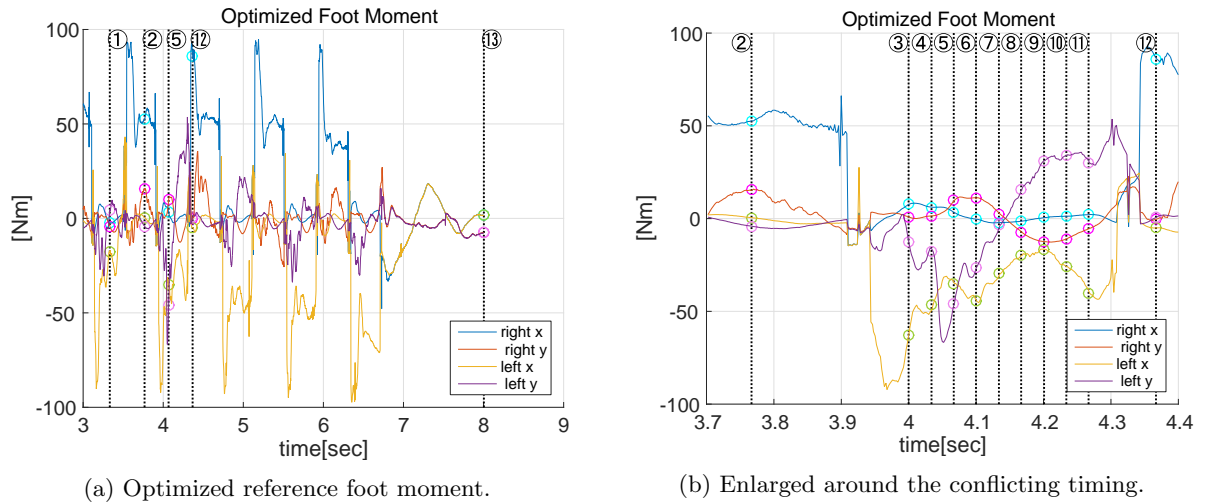 Optimized Foot Moment
① ② ⑤ ⑫ ⑬
100
50
0
-50
-100
[Nm]
right x
right y
left x
left y
3 4 5 6 7 8 9
time[sec]
(a) Optimized reference foot moment.
Optimized Foot Moment
② ③ ④ ⑤ ⑥ ⑦ ⑧ ⑨ ⑩ ⑪ ⑫
100
50
0
-50
-100
[Nm]
right x
right y
left x
left y
3.7 3.8 3.9 4 4.1 4.2 4.3 4.4
time[sec]
(b) Enlarged around the conflicting timing.